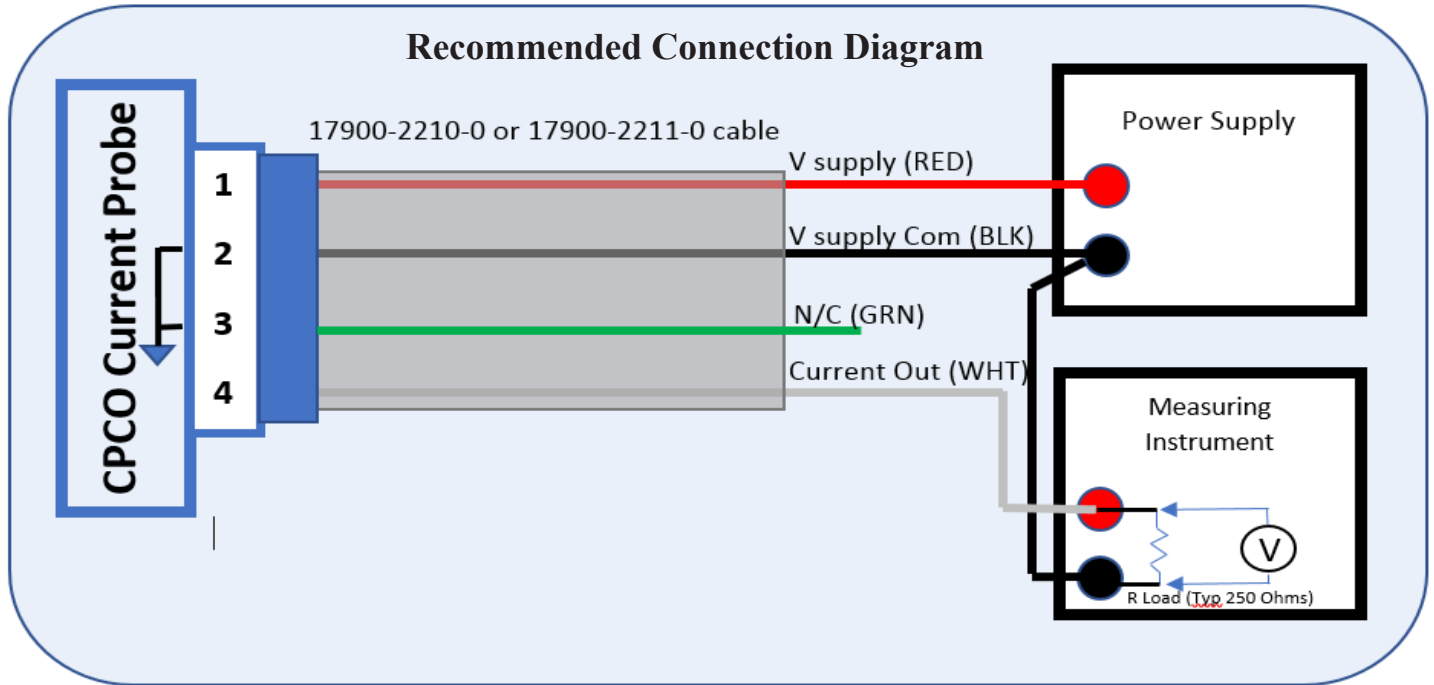 Recommended Connection Diagram
CPCO Current Probe
1
2
3
4
17900-2210-0 or 17900-2211-0 cable
V supply (RED)
V supply Com (BLK)
N/C (GRN)
Current Out (WHT)
Power Supply
Measuring
Instrument
V
R Load (Typ 250 Ohms)